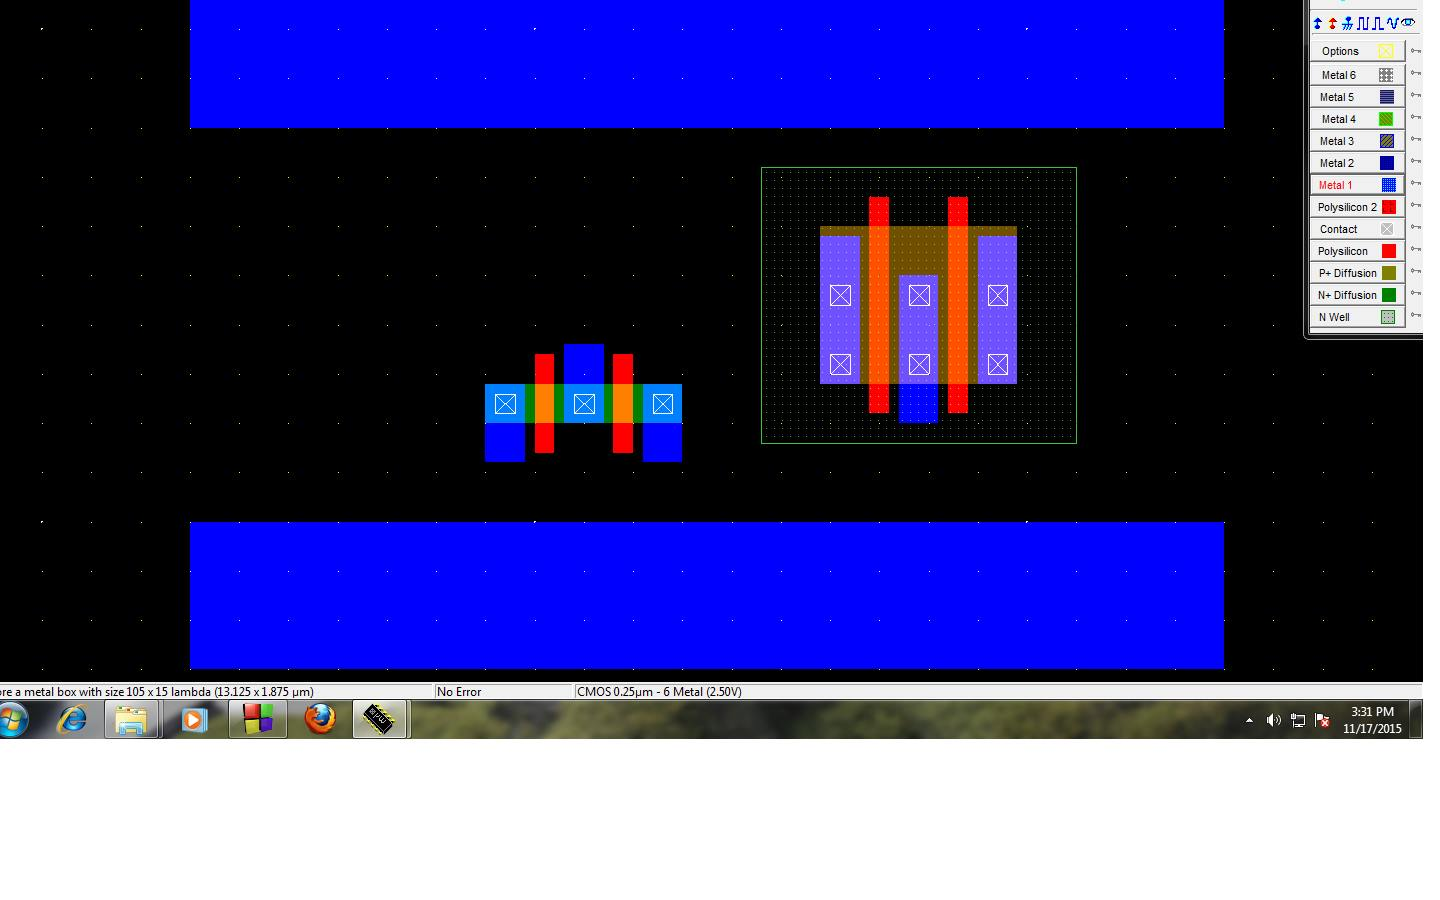 Options
Metal 6
Metal 5
Metal 4
Metal 3
Metal 2
Metal 1
Polysilicon 2
Contact
Polysilicon
P+ Diffusion
N+ Diffusion
N Well
ore a metal box with size 105 x 15 lambda (13.125 x 1.875 µm)
No Error
CMOS 0.25µm - 6 Metal (2.50V)
3:31 PM
11/17/2015